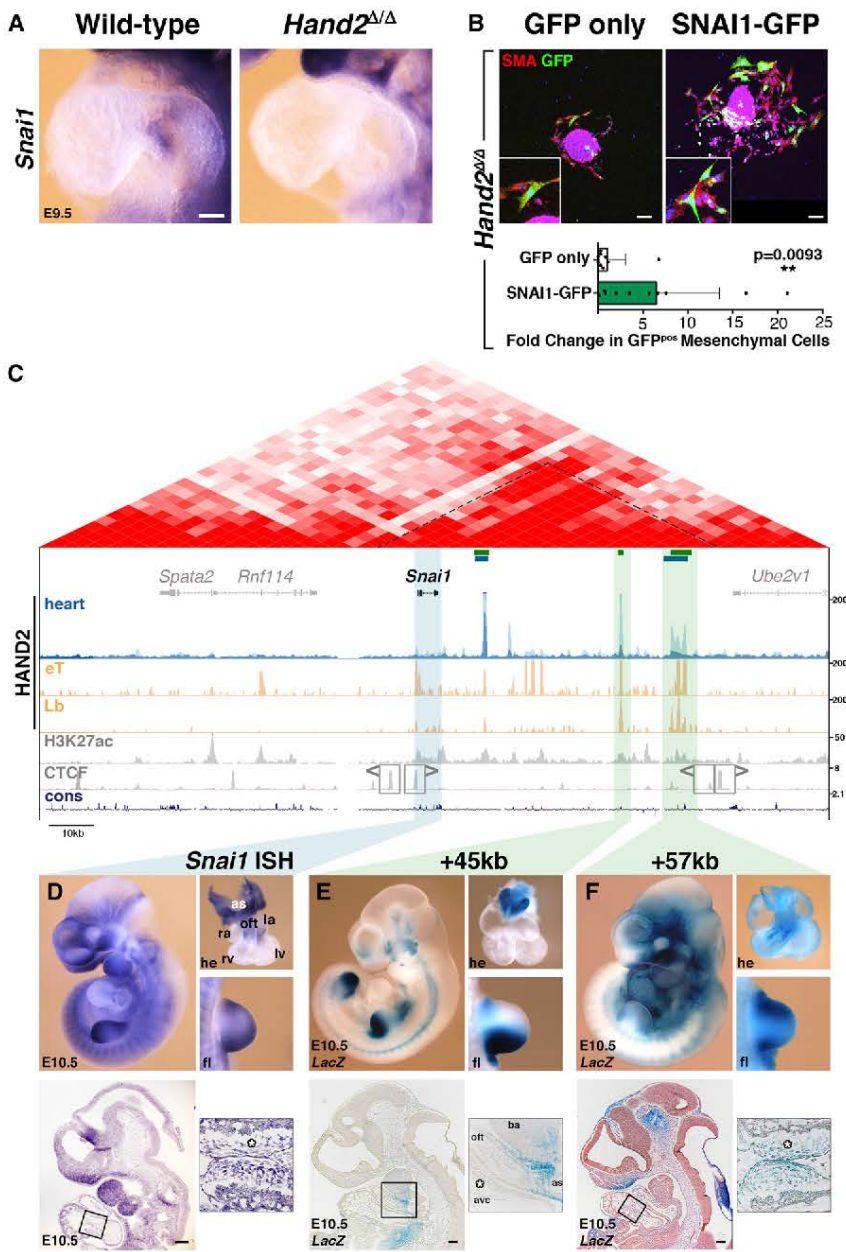 A Wild-type Hand2Δ/Δ
Snai1
E9.5
B GFP only SNAI1-GFP
Hand2Δ/Δ
SMA GFP
GFP only
SNAI1-GFP
p=0.0093
**
5 10 15 20 25
Fold Change in GFPpos Mesenchymal Cells
C
Spata2 Rnf114 Snai1 Ube2v1
HAND2
heart 200
eT 200
Lb 200
H3K27ac 50
CTCF 8
cons 2.1
< > < >
10kb
Snai1 ISH +45kb +57kb
D
E10.5
as
oft la
ra
rv lv
he
fl
E
E10.5
LacZ
he
fl
F
E10.5
LacZ
he
fl
E10.5
E10.5
LacZ
ba
oft
as
avc
E10.5
LacZ